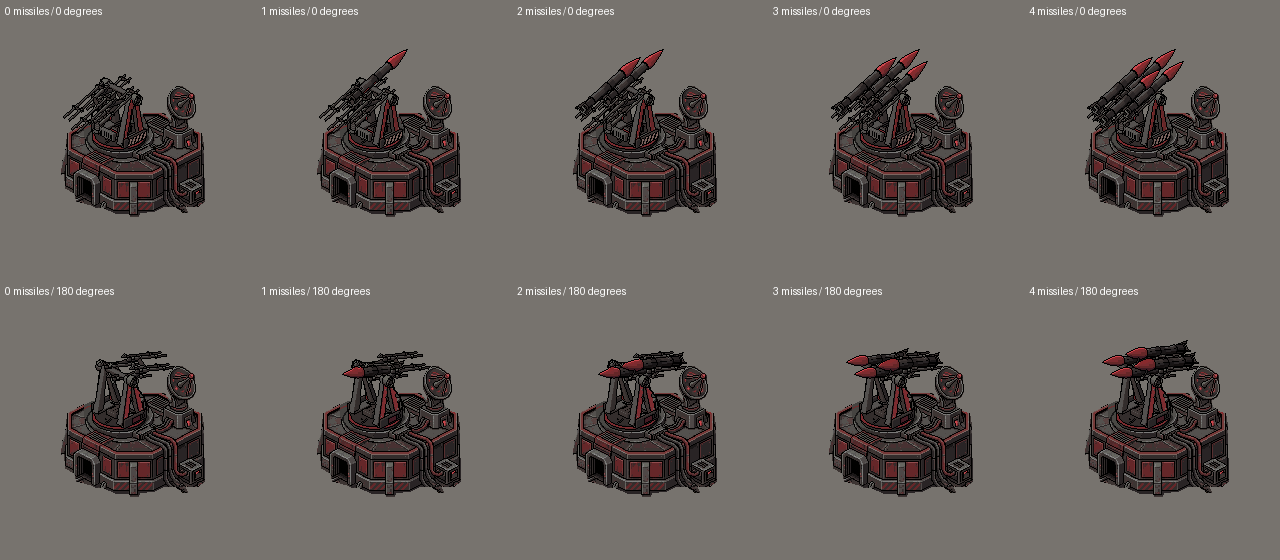 0 missiles / 0 degrees
1 missiles / 0 degrees
2 missiles / 0 degrees
3 missiles / 0 degrees
4 missiles / 0 degrees
0 missiles / 180 degrees
1 missiles / 180 degrees
2 missiles / 180 degrees
3 missiles / 180 degrees
4 missiles / 180 degrees